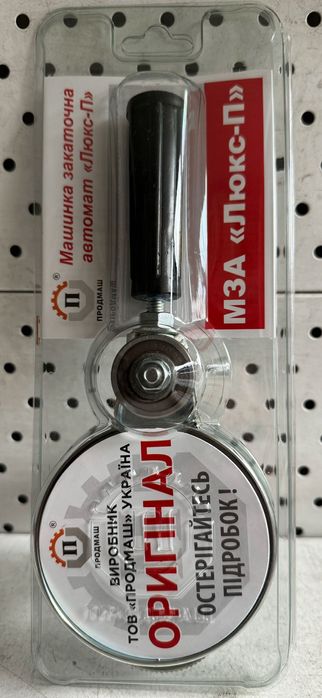 Машинка закаточна
автомат «Люкс-П»
®
П
ПРОДМАШ
МЗА «Люкс-П»
®
П
ПРОДМАШ
ВИРОБНИК
ТОВ «ПРОДМАШ» УКРАЇНА
ОРИГІНАЛ
ОСТЕРІГАЙТЕСЬ
ПІДРОБОК!